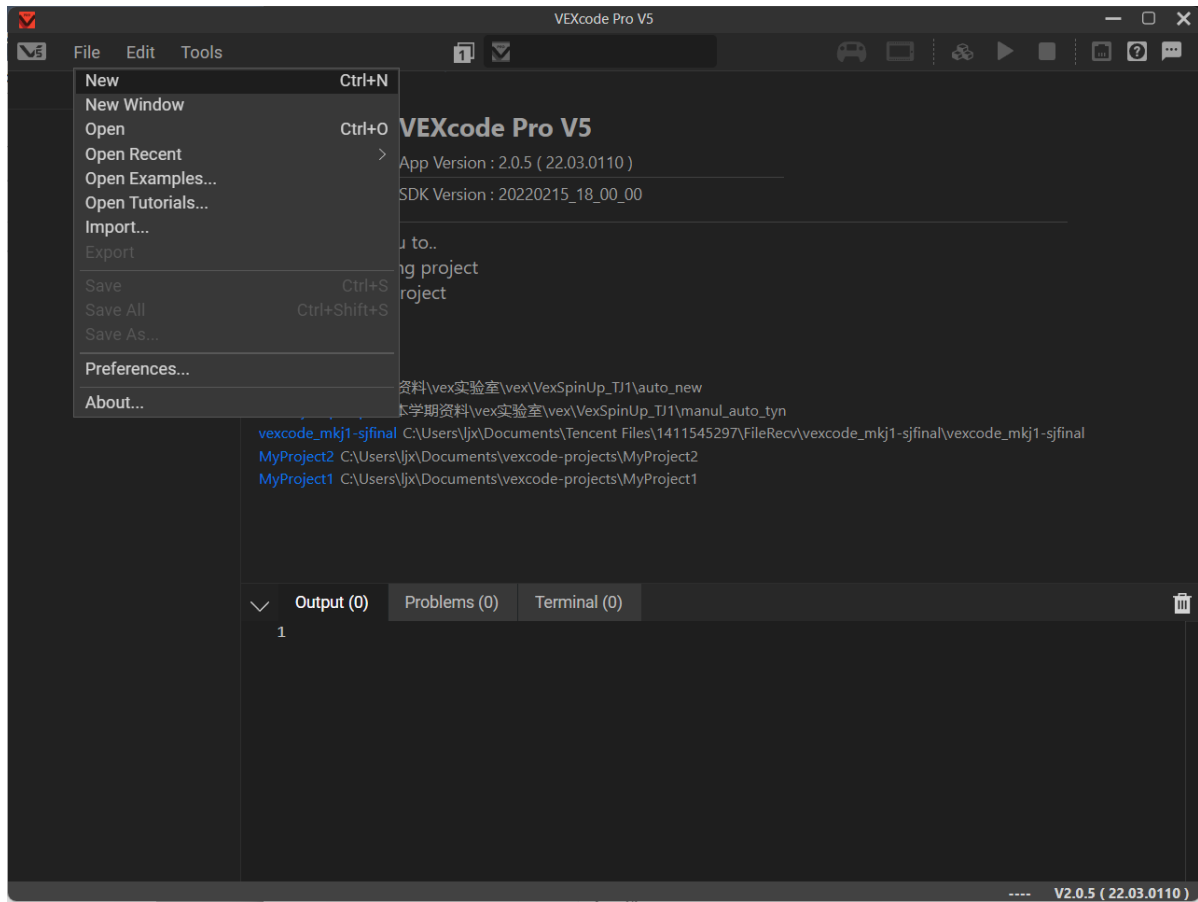 VEXcode Pro V5
V5 File Edit Tools 1
New Ctrl+N
New Window
Open Ctrl+O
Open Recent >
Open Examples...
Open Tutorials...
Import...
Export
Save Ctrl+S
Save All Ctrl+Shift+S
Save As...
Preferences...
About...
VEXcode Pro V5
App Version : 2.0.5 ( 22.03.0110 )
SDK Version : 20220215_18_00_00
u to..
ng project
roject
资料\vex实验室\vex\VexSpinUp_TJ1\auto_new
本学期资料\vex实验室\vex\VexSpinUp_TJ1\manul_auto_tyn
vexcode_mkj1-sjfinal C:\Users\ljx\Documents\Tencent Files\1411545297\FileRecv\vexcode_mkj1-sjfinal\vexcode_mkj1-sjfinal
MyProject2 C:\Users\ljx\Documents\vexcode-projects\MyProject2
MyProject1 C:\Users\ljx\Documents\vexcode-projects\MyProject1
Output (0) Problems (0) Terminal (0)
1
---- V2.0.5 ( 22.03.0110 )